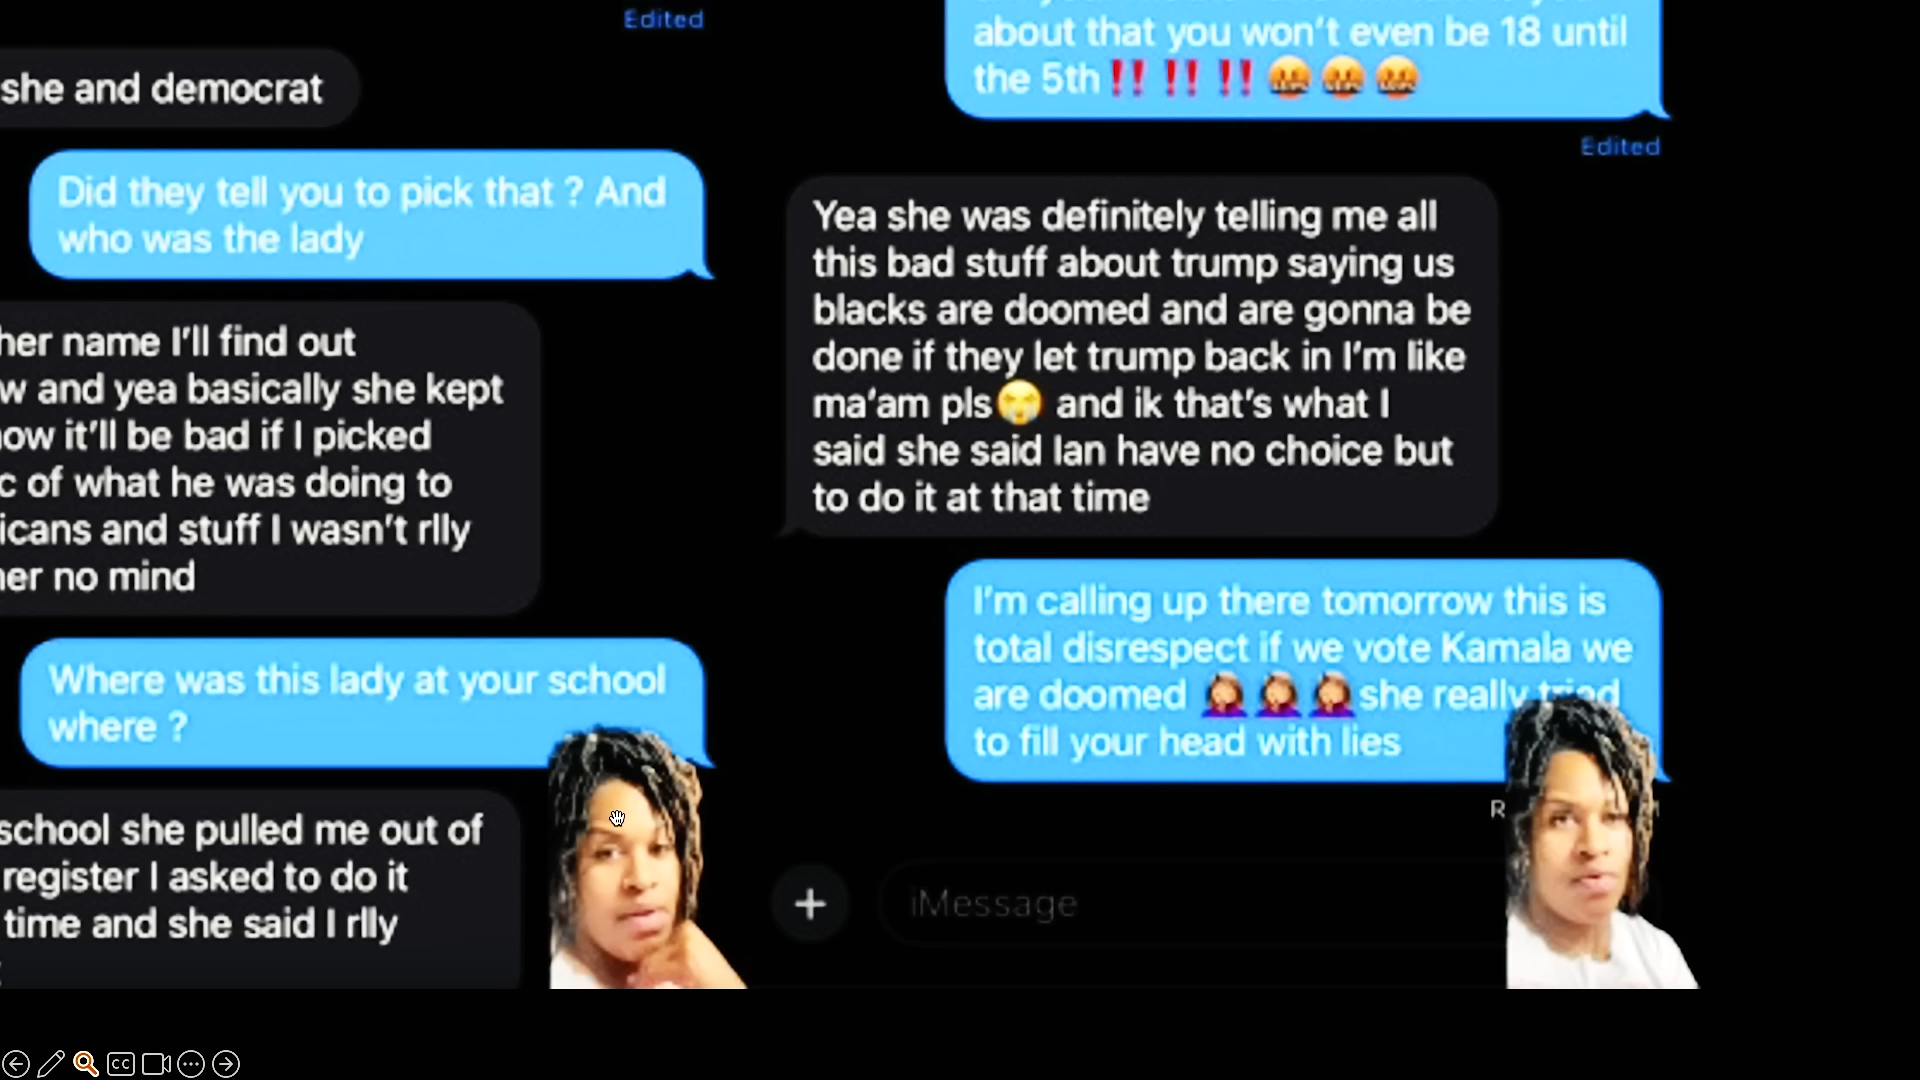 Edited
she and democrat
Did they tell you to pick that ? And
who was the lady
her name I'll find out
and yea basically she kept
it'll be bad if I picked
of what he was doing to
and stuff I wasn't rlly
no mind
Where was this lady at your school
where ?
school she pulled me out of
register I asked to do it
time and she said I rlly
about that you won't even be 18 until
the 5th‼️‼️‼️🤬🤬🤬
Edited
Yea she was definitely telling me all
this bad stuff about trump saying us
blacks are doomed and are gonna be
done if they let trump back in I'm like
ma'am pls😭 and ik that's what I
said she said Ian have no choice but
to do it at that time
I'm calling up there tomorrow this is
total disrespect if we vote Kamala we
are doomed 🤦🏽‍♀️🤦🏽‍♀️🤦🏽‍♀️she really tried
to fill your head with lies
iMessage
CC